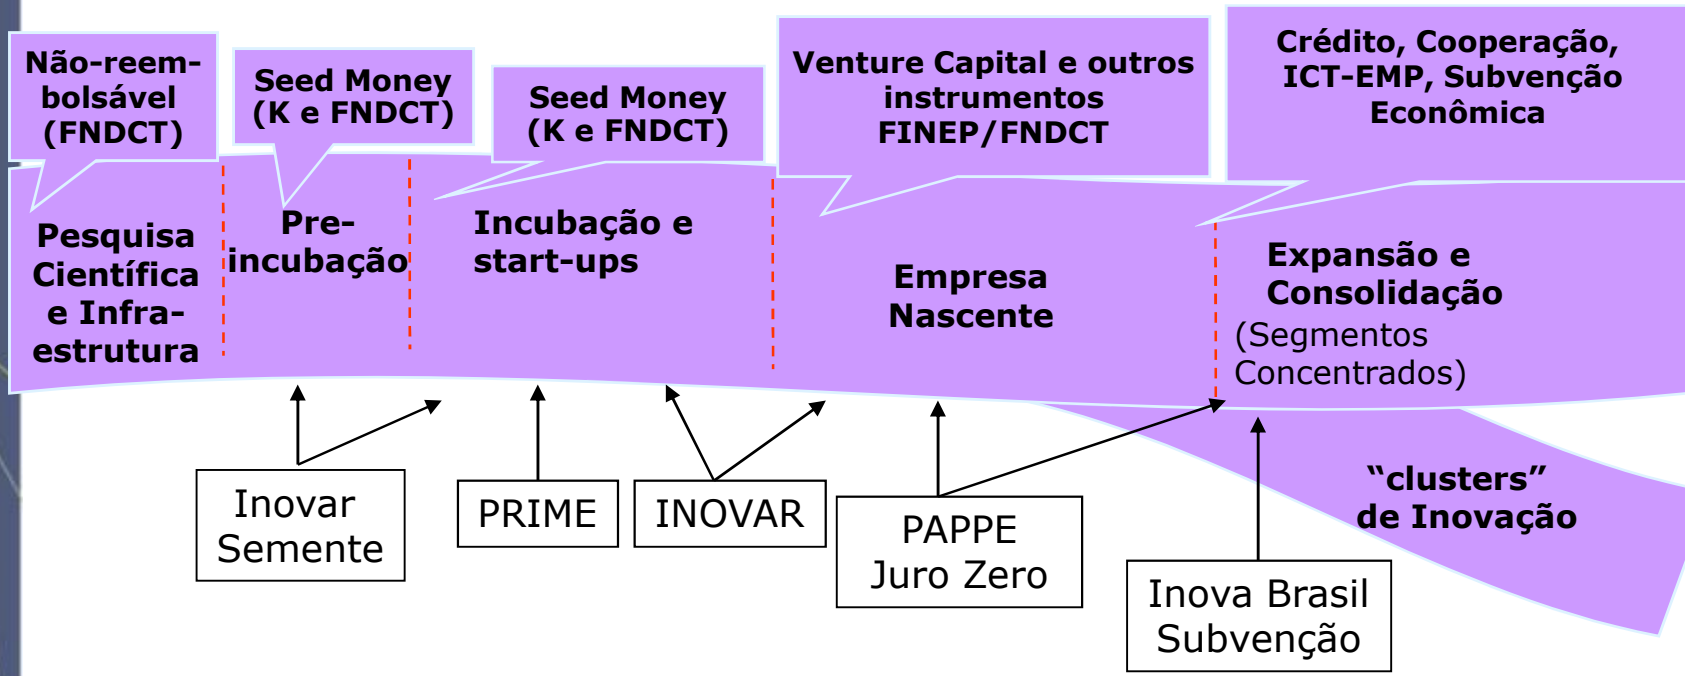 Não-reem-
bolsável
(FNDCT)
Seed Money
(K e FNDCT)
Seed Money
(K e FNDCT)
Venture Capital e outros
instrumentos
FINEP/FNDCT
Crédito, Cooperação,
ICT-EMP, Subvenção
Econômica
Pesquisa
Científica
e Infra-
estrutura
Pre-
incubação
Incubação e
start-ups
Empresa
Nascente
Expansão e
Consolidação
(Segmentos
Concentrados)
"clusters"
de Inovação
Inovar
Semente
PRIME
INOVAR
PAPPE
Juro Zero
Inova Brasil
Subvenção